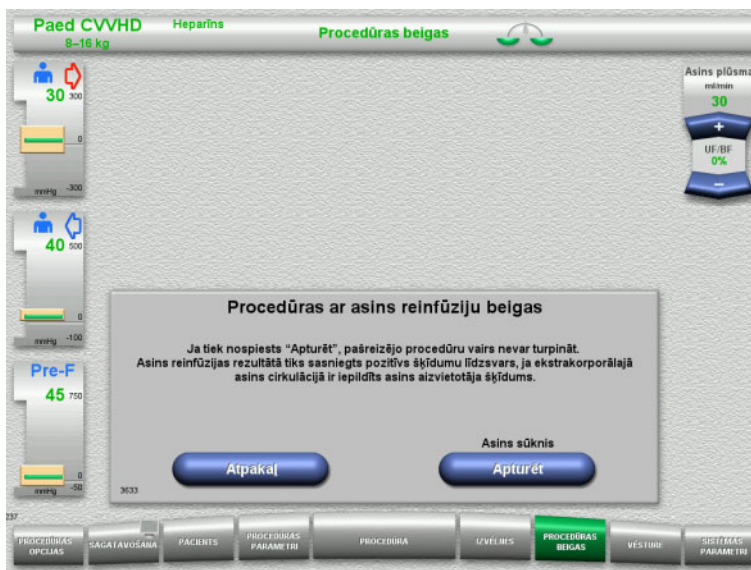 Paed CVVHD
8–16 kg
Heparīns
Procedūras beigas
30
300
0
mmHg
-300
40
500
0
mmHg
-100
Pre-F
45
750
0
mmHg
-50
Asins plūsma
ml/min
30
+
UF/BF
0%
–
Procedūras ar asins reinfūziju beigas
Ja tiek nospiests “Apturēt”, pašreizējo procedūru vairs nevar turpināt.
Asins reinfūzijas rezultātā tiks sasniegts pozitīvs šķidumu līdzsvars, ja ekstrakorporālajā
asins cirkulācijā ir iepildīts asins aizvietotāja šķidums.
Asins sūknis
Atpakaļ
Apturēt
3633
237
PROCEDŪRAS
OPCIJAS
SAGATAVOŠANA
PACIENTS
PROCEDŪRAS
PARAMETRI
PROCEDŪRA
IZVĒLNES
PROCEDŪRAS
BEIGAS
VĒSTURE
SISTĒMAS
PARAMETRI